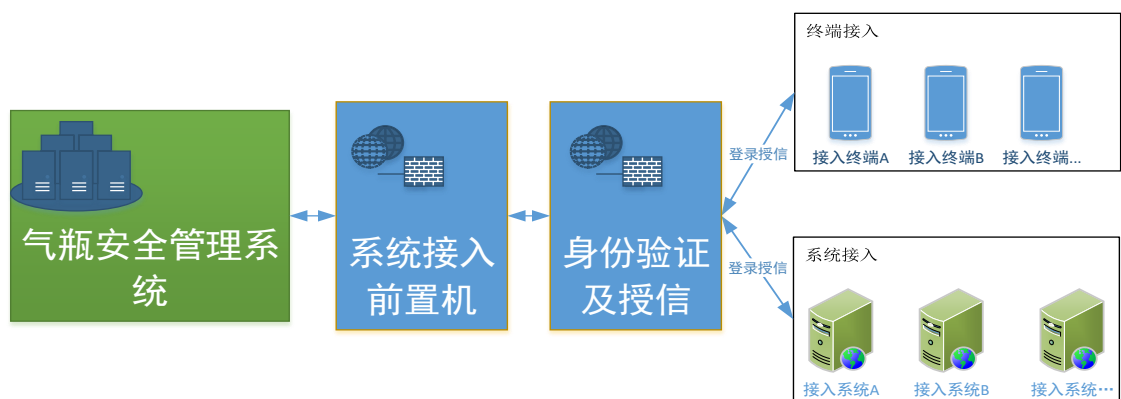 气瓶安全管理系
统
系统接入
前置机
身份验证
及授信
登录授信
登录授信
终端接入
接入终端A
接入终端B
接入终端...
系统接入
接入系统A
接入系统B
接入系统…